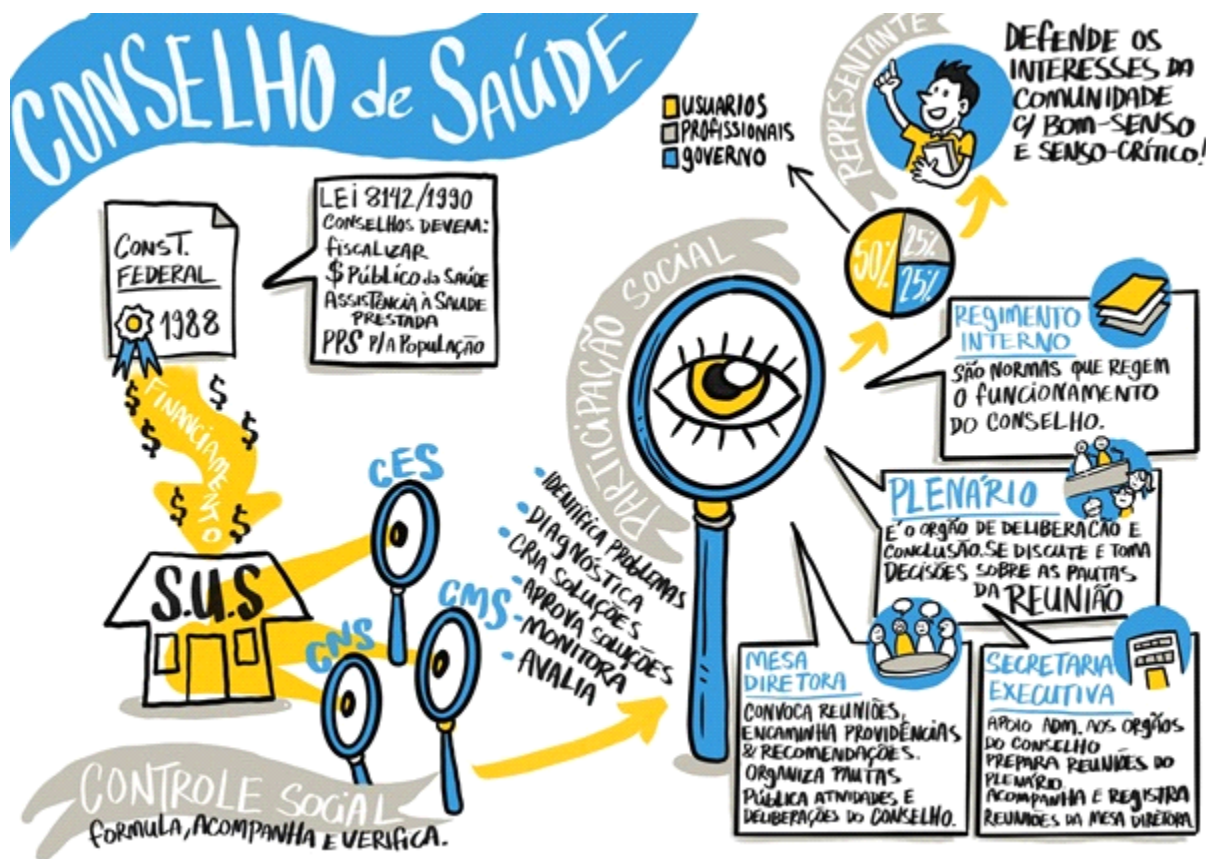 CONSELHO de SAÚDE
CONST.
FEDERAL
1988
LEI 8142/1990
CONSELHOS DEVEM:
FISCALIZAR
$ PÚBLICO da SAÚDE
ASSISTÊNCIA À SAUDE
PRESTADA
PPS P/A POPULAÇÃO
FINANCIAMENTO
$
$
$
$
$
$
S.U.S
CES
CMS
CNS
CONTROLE SOCIAL
FORMULA, ACOMPANHA E VERIFICA.
• IDENTIFICA PROBLEMAS
• DIAGNÓSTICA
• CRIA SOLUÇÕES
• APROVA SOLUÇÕES
• MONITORA
• AVALIA
PARTICIPAÇÃO SOCIAL
USUARIOS
PROFISSIONAIS
GOVERNO
50%
25%
25%
REPRESENTANTE
DEFENDE OS
INTERESSES DA
COMUNIDADE
C/ BOM-SENSO
E SENSO-CRÍTICO!
REGIMENTO
INTERNO
SÃO NORMAS QUE REGEM
O FUNCIONAMENTO
DO CONSELHO.
PLENÁRIO
É O ORGÃO DE DELIBERACÃO E
CONCLUSÃO. SE DISCUTE E TOMA
DECISÕES SOBRE AS PAUTAS
DA REUNIÃO
MESA
DIRETORA
CONVOCA REUNIÕES,
ENCAMINHA PROVIDÊNCIAS
& RECOMENDAÇÕES.
ORGANIZA PAUTAS
PÚBLICA ATIVIDADES E
DELIBERAÇÕES DO CONSELHO.
SECRETARIA
EXECUTIVA
APOIO ADM. AOS ORGÃOS
DO CONSELHO
PREPARA REUNIÕES DO
PLENÁRIO.
ACOMPANHA E REGISTRA
REUNIÕES DA MESA DIRETORA